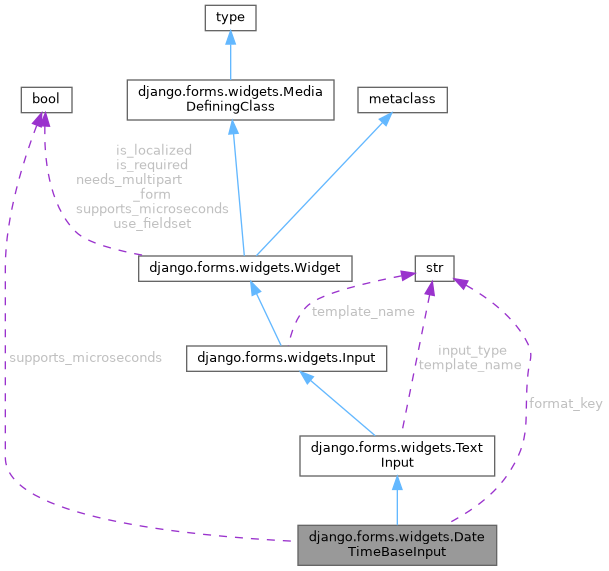 type
django.forms.widgets.Media
DefiningClass
bool
metaclass
is_localized
is_required
needs_multipart
_form
supports_microseconds
use_fieldset
django.forms.widgets.Widget
str
template_name
django.forms.widgets.Input
supports_microseconds
input_type
template_name
format_key
django.forms.widgets.Text
Input
django.forms.widgets.Date
TimeBaseInput